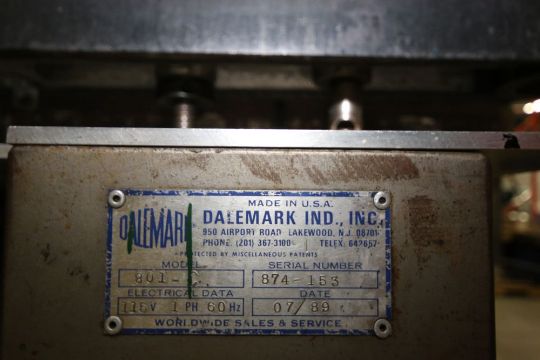 MADE IN U.S.A.
DALEMARK
DALEMARK IND., INC.
950 AIRPORT ROAD LAKEWOOD, N.J. 08701
PHONE (201) 367-3100 TELEX: 642657
PROTECTED BY MISCELLANEOUS PATENTS
MODEL SERIAL NUMBER
801- 874-153
ELECTRICAL DATA DATE
115V 1 PH 60Hz 07/89
WORLDWIDE SALES & SERVICE